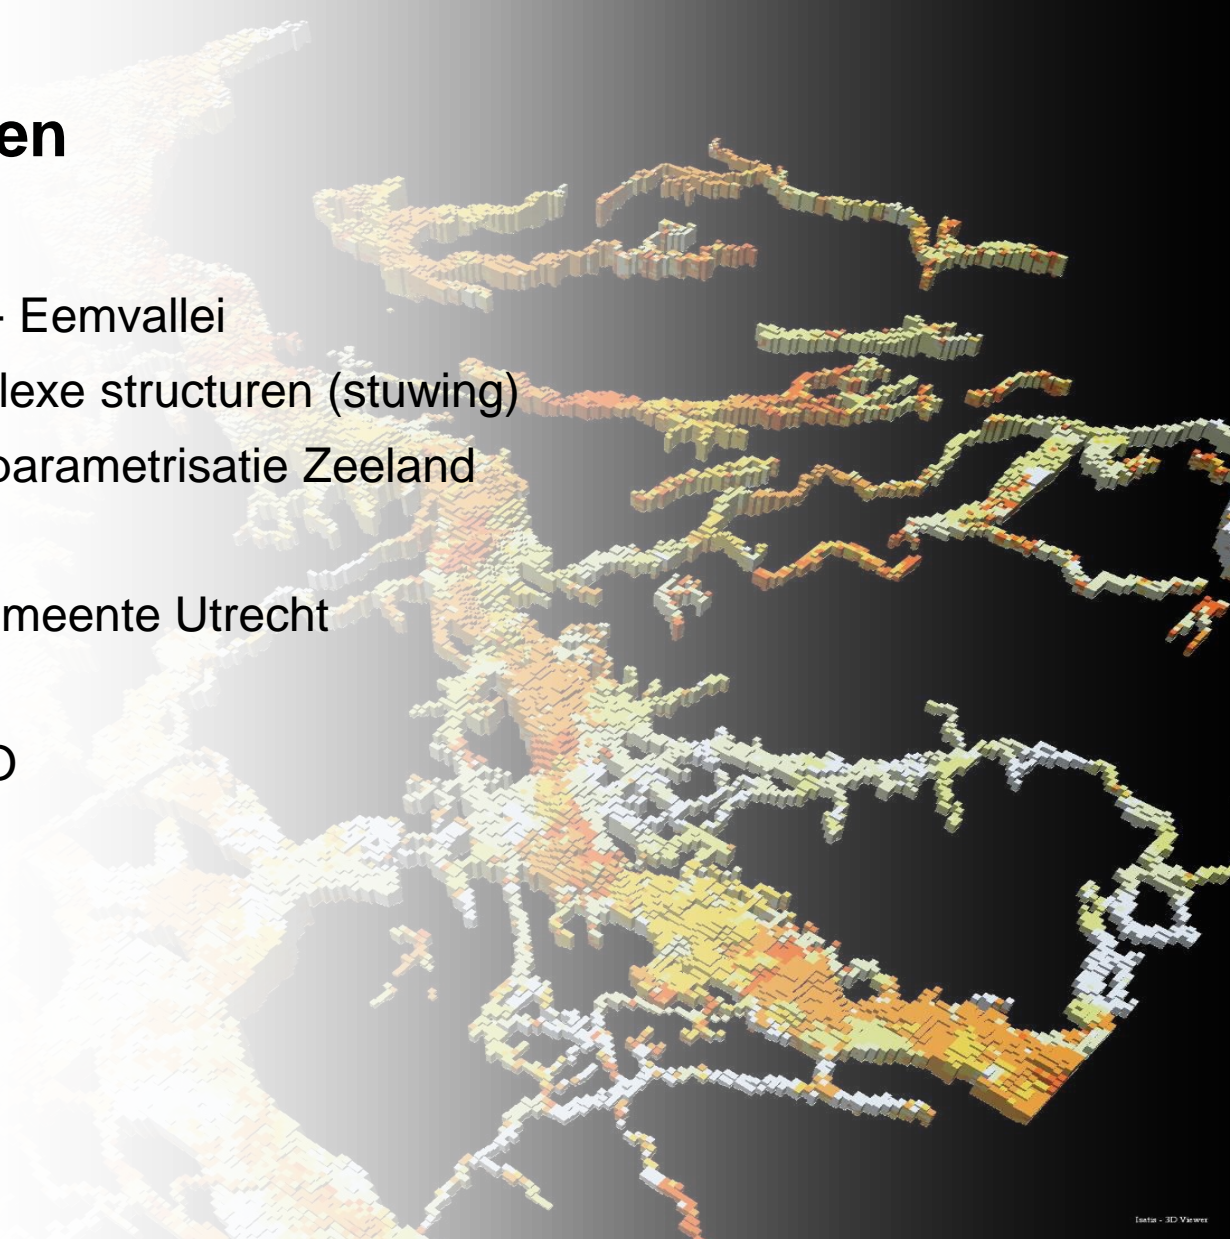 en
- Eemvallei
lexe structuren (stuwing)
parametrisatie Zeeland
meente Utrecht
D
Isatis - 3D Viewer